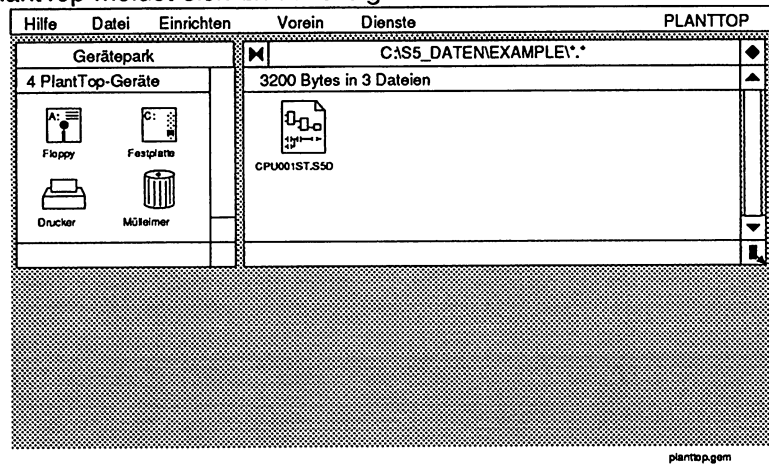 Hilfe Datei Einrichten Vorein Dienste PLANTTOP
Gerätepark
4 PlantTop-Geräte
A:
C:
Floppy Festplatte
Drucker Mülleimer
C:\S5_DATEN\EXAMPLE\*.*
3200 Bytes in 3 Dateien
CPU001ST.S5D
planttop.gem